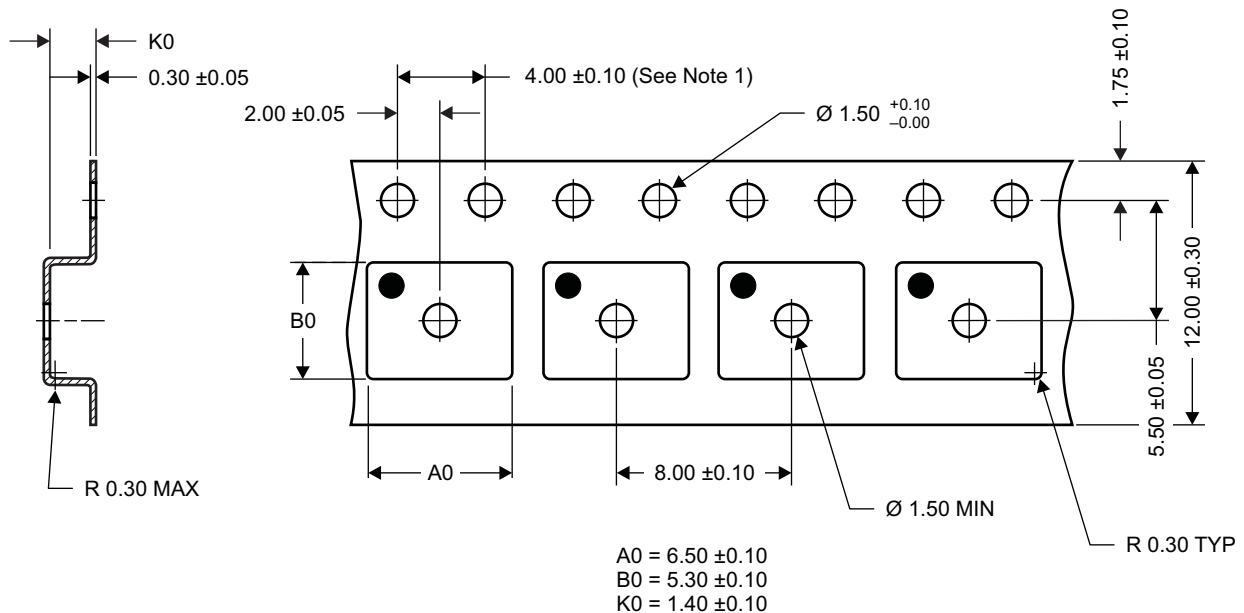 K0
0.30 ±0.05
4.00 ±0.10 (See Note 1)
2.00 ±0.05
Ø 1.50 +0.10 –0.00
1.75 ±0.10
B0
12.00 ±0.30
5.50 ±0.05
R 0.30 MAX
A0
8.00 ±0.10
Ø 1.50 MIN
R 0.30 TYP
A0 = 6.50 ±0.10
B0 = 5.30 ±0.10
K0 = 1.40 ±0.10